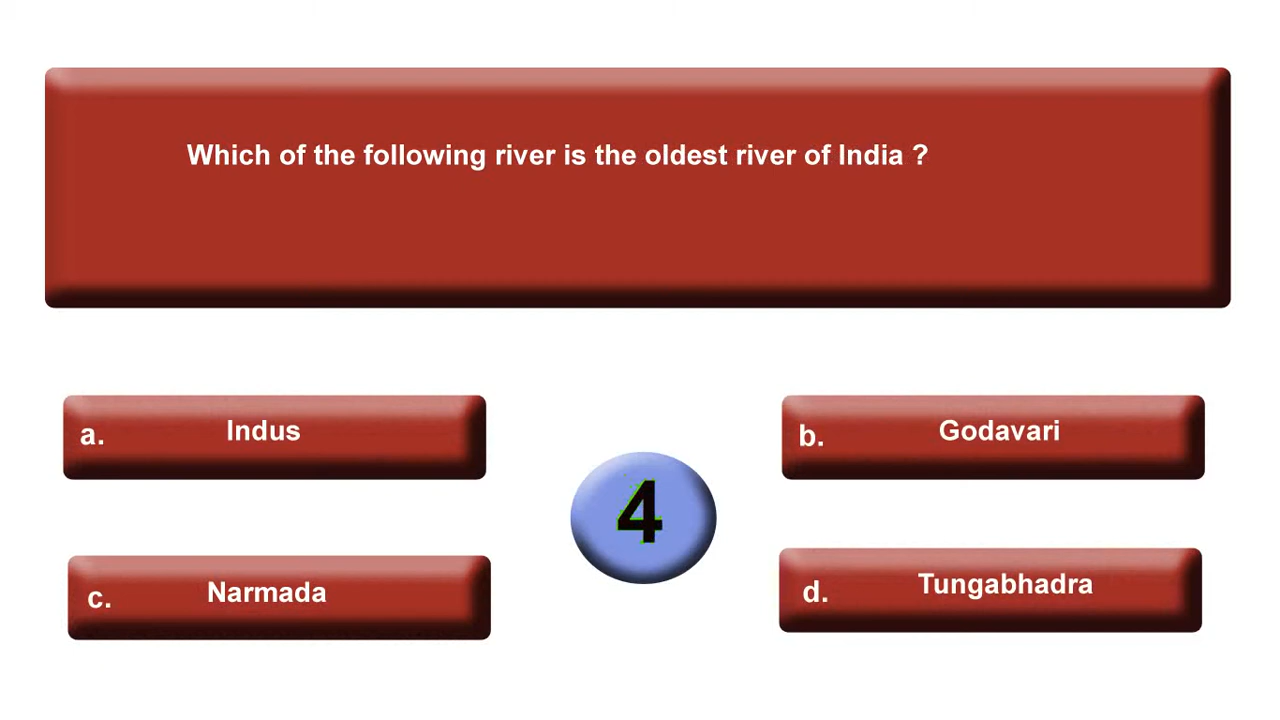 Which of the following river is the oldest river of India ?
a. Indus
b. Godavari
4
c. Narmada
d. Tungabhadra